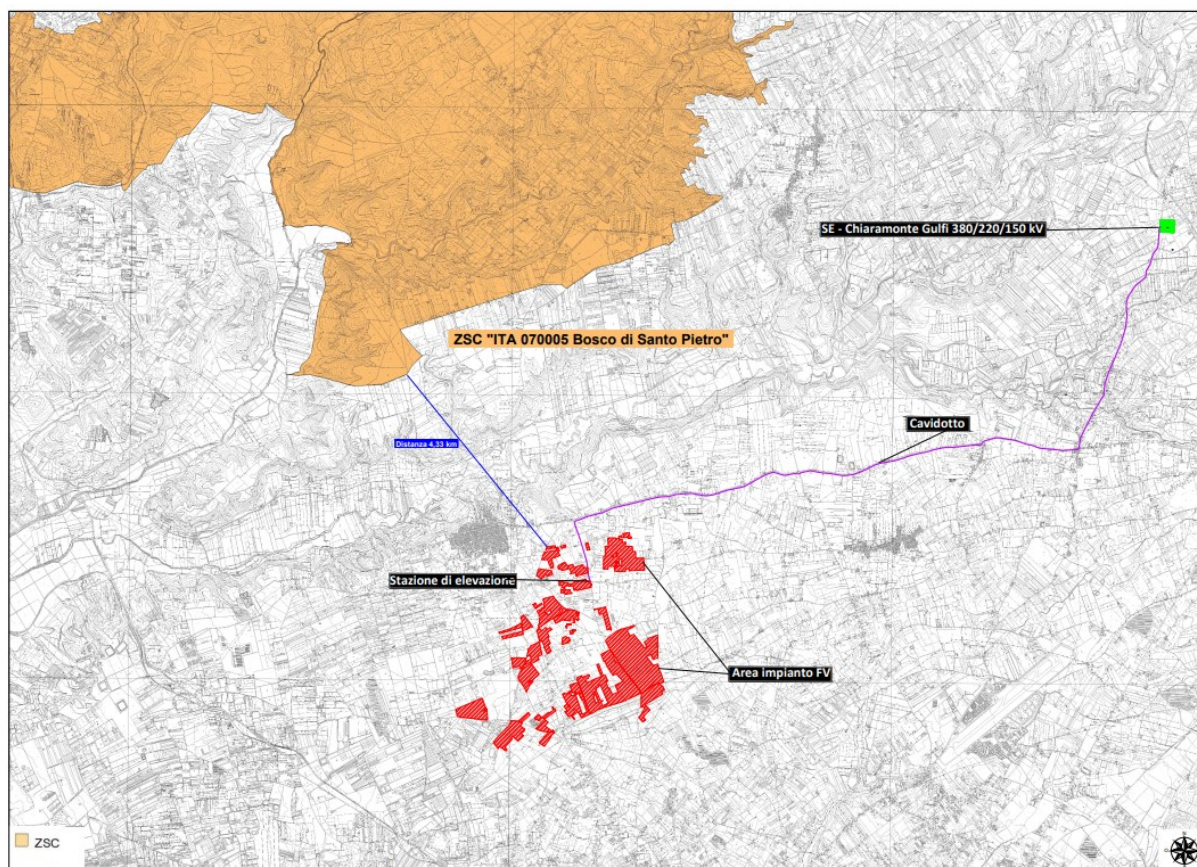 SE - Chiaramonte Gulfi 380/220/150 kV
ZSC "ITA 070005 Bosco di Santo Pietro"
Cavidotto
Distanza 4,33 km
Stazione di elevazione
Area impianto FV
ZSC